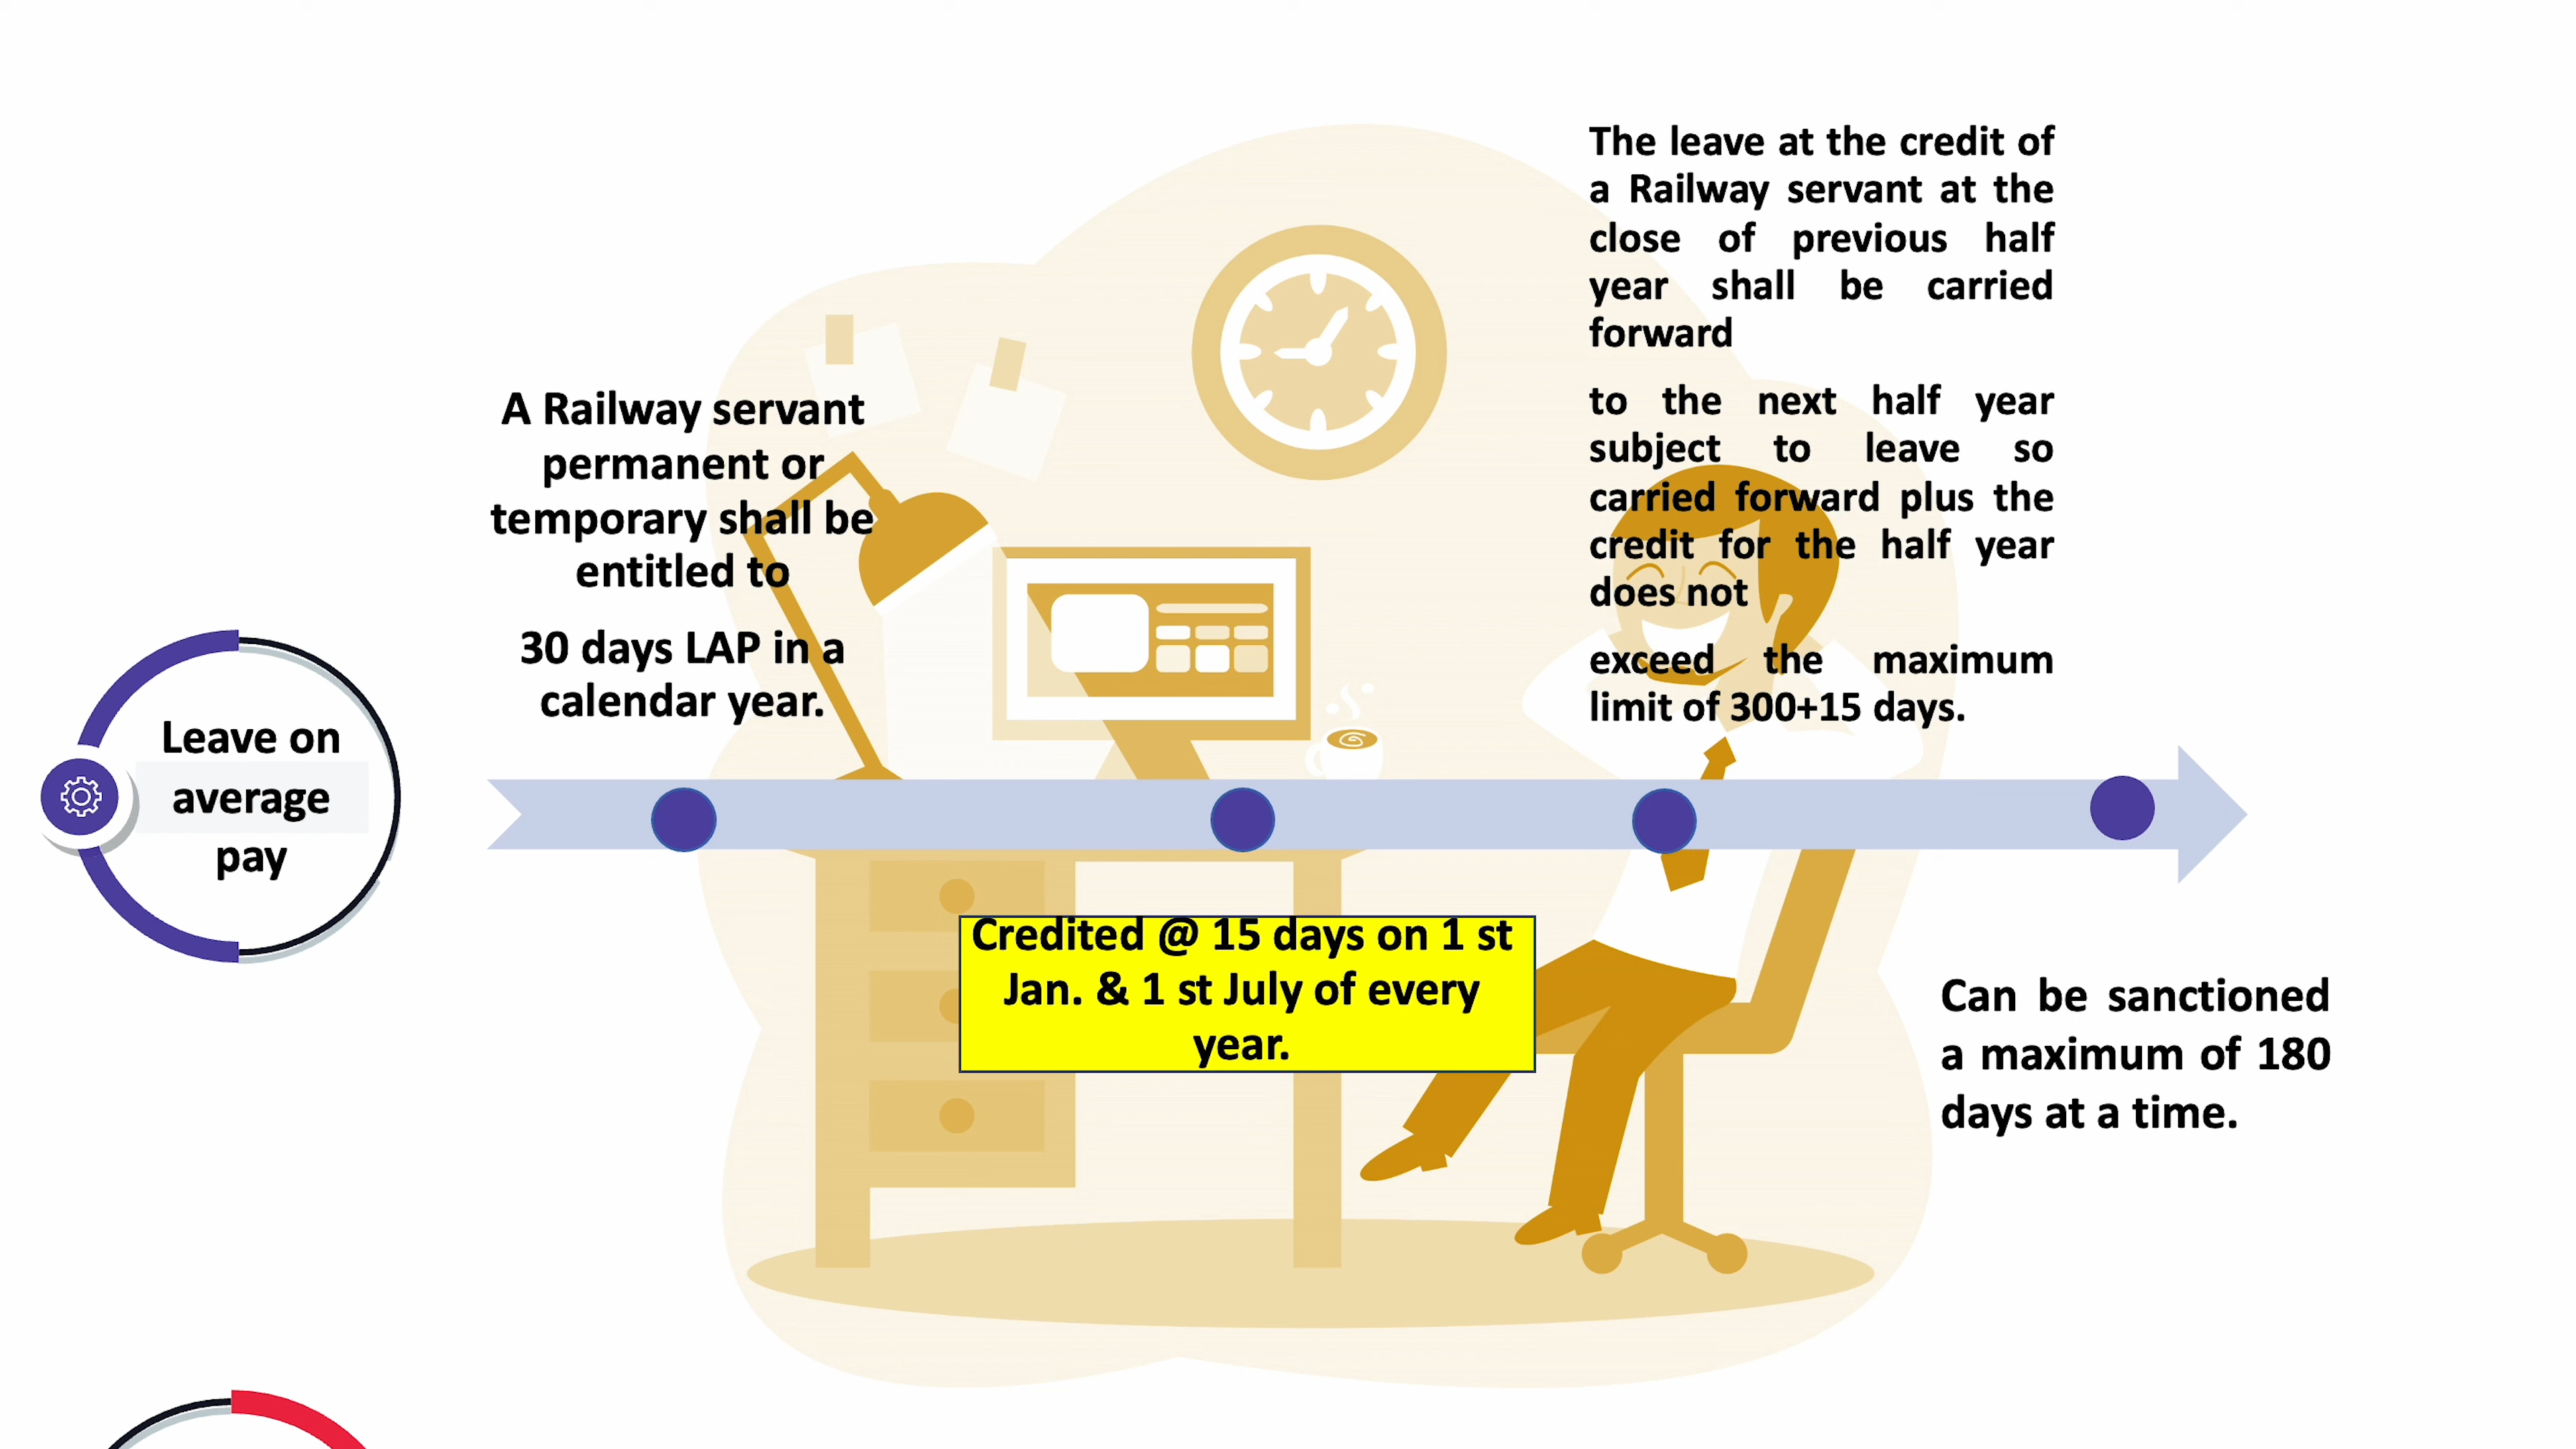 Leave on
average
pay
A Railway servant
permanent or
temporary shall be
entitled to
30 days LAP in a
calendar year.
Credited @ 15 days on 1 st
Jan. & 1 st July of every
year.
The leave at the credit of
a Railway servant at the
close of previous half
year shall be carried
forward
to the next half year
subject to leave so
carried forward plus the
credit for the half year
does not
exceed the maximum
limit of 300+15 days.
Can be sanctioned
a maximum of 180
days at a time.